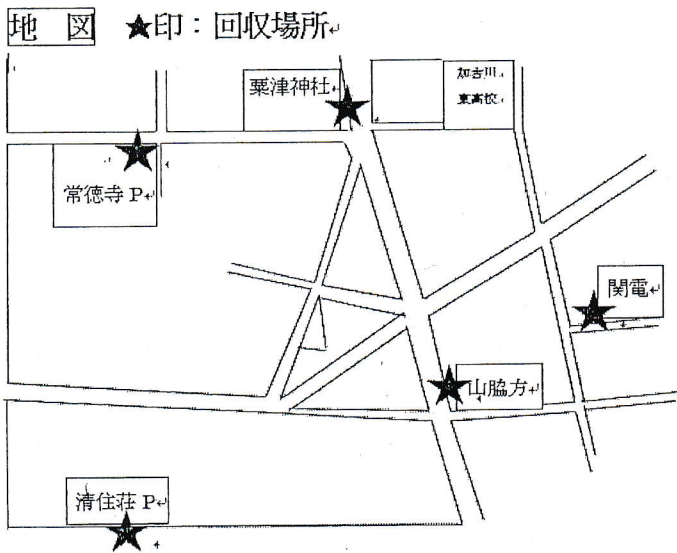 地 図 ★印：回収場所↵
粟津神社↵
加古川↵
東高校↵
常徳寺 P↵
関電↵
山脇方↵
清住荘 P↵